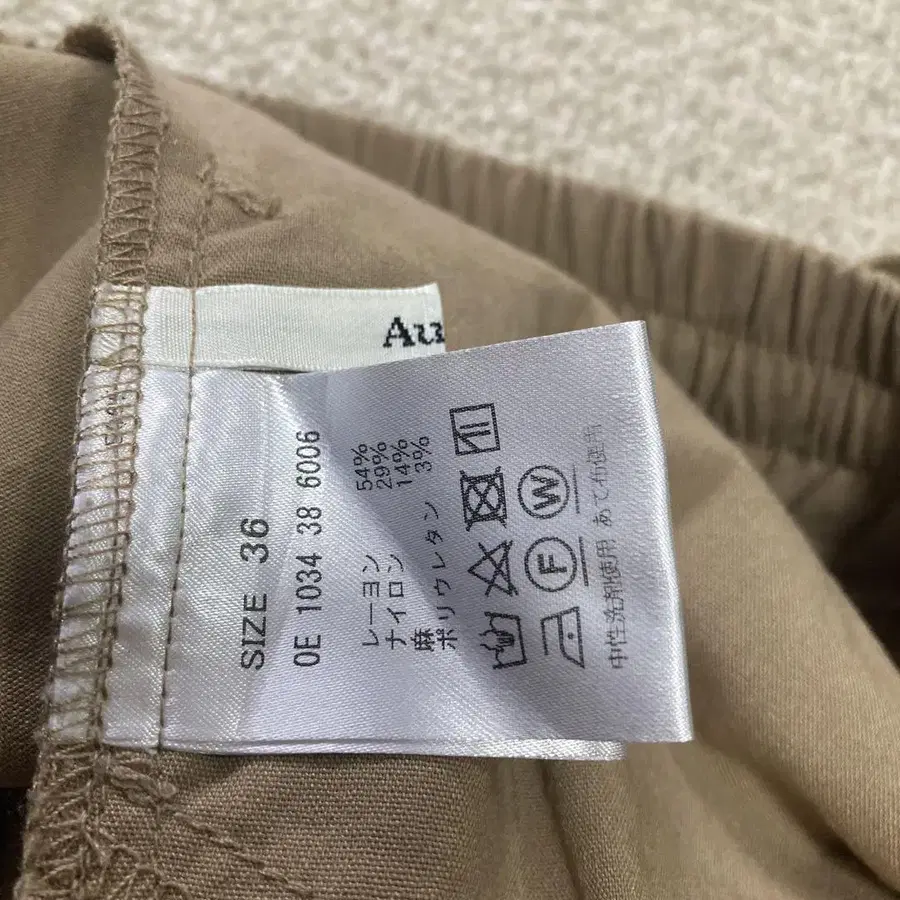 Au
SIZE 36
0E 1034 38 6006
レーヨン 54%
ナイロン 29%
麻 14%
ポリウレタン 3%
W
F
中性洗剤使用 あて布使用